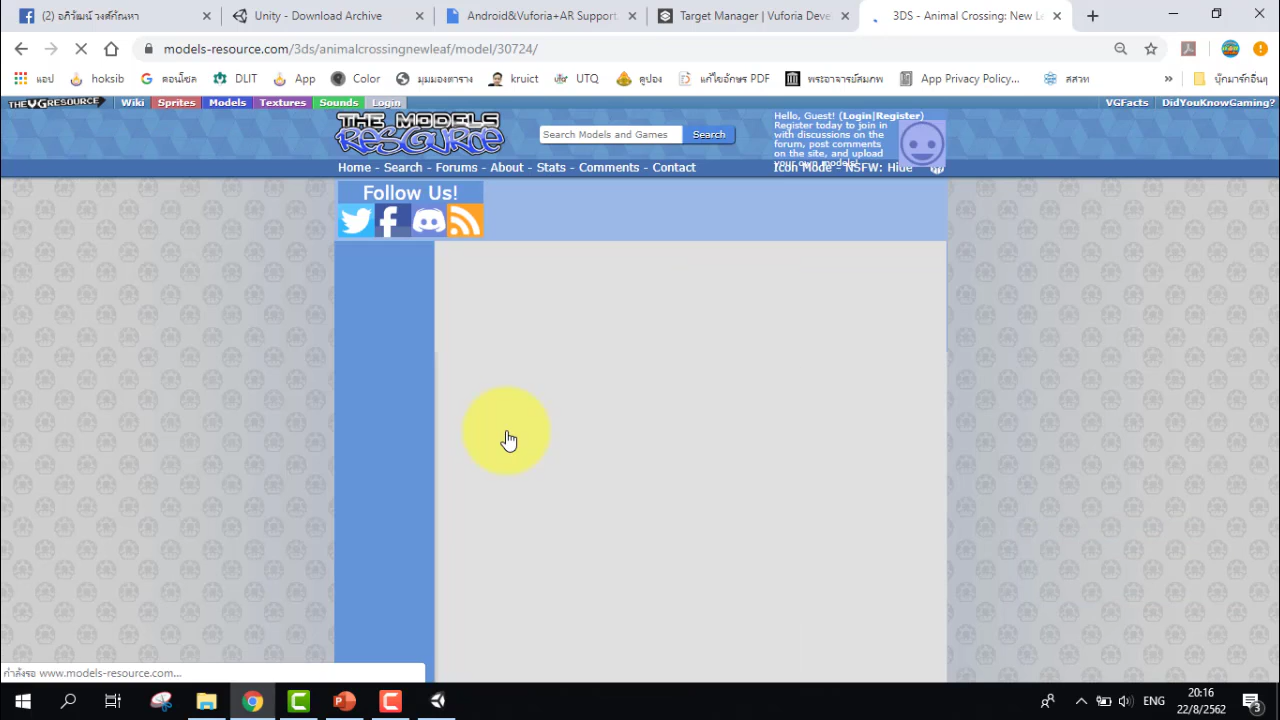 (2) อภิวัฒน์ วงศ์กัณหา
Unity - Download Archive
Android&Vuforia+AR Support
Target Manager | Vuforia Deve
3DS - Animal Crossing: New Le
models-resource.com/3ds/animalcrossingnewleaf/model/30724/
แอป
hoksib
ตอนโฮล
DLIT
App
Color
มุมมองตาราง
kruict
UTQ
คูปอง
แก้ไอักษร PDF
พระอาจารย์สมภพ
App Privacy Policy...
สสวท
»
บุ๊กมาร์กอื่นๆ
THE VG RESOURCE
Wiki
Sprites
Models
Textures
Sounds
Login
VGFacts
DidYouKnowGaming?
THE MODELS
RESOURCE
Search Models and Games
Search
Hello, Guest! (Login|Register)
Register today to join in
with discussions on the
forum, post comments
on the site, and upload
your own models!
Home - Search - Forums - About - Stats - Comments - Contact
Icon Mode - NSFW: Hide
Follow Us!
กำลังรอ www.models-resource.com...
ENG
20:16
22/8/2562
3